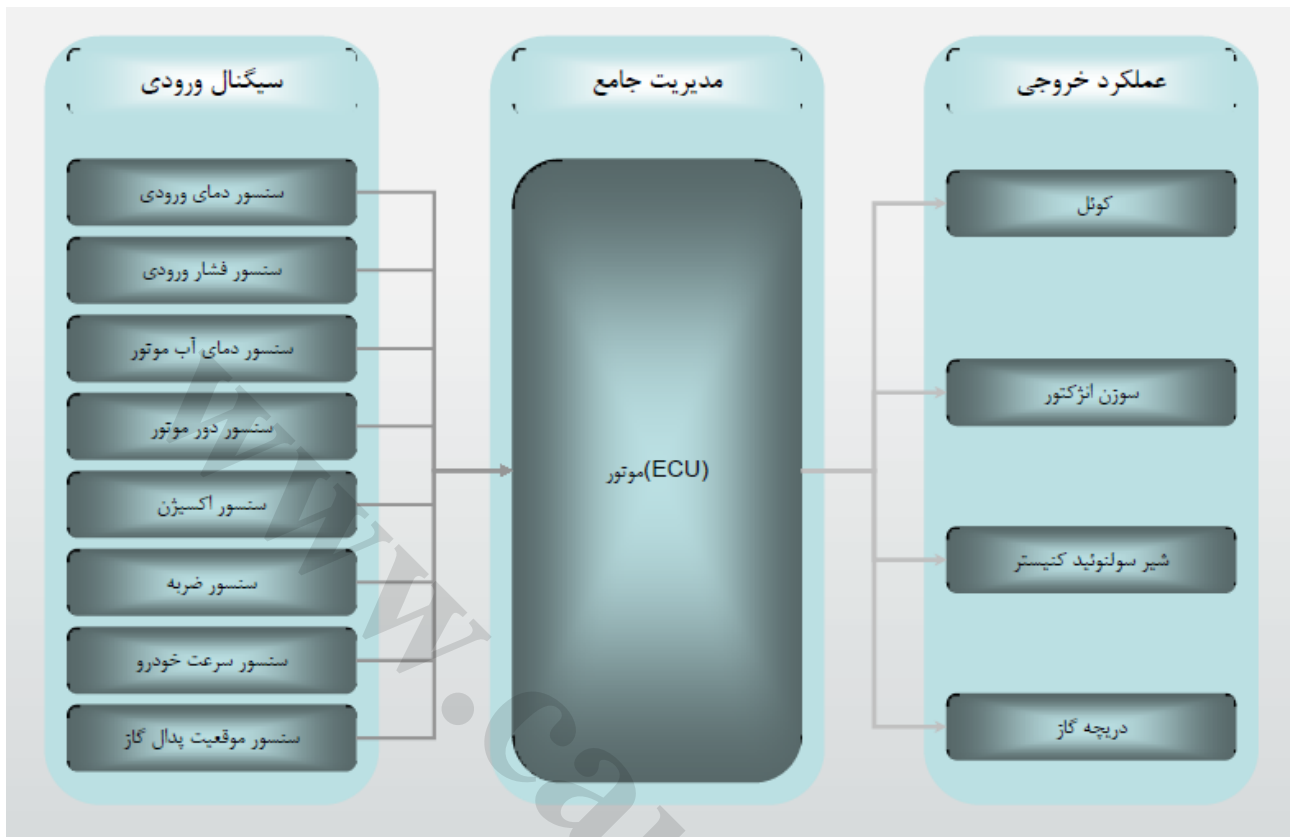 سیگنال ورودی
سنسور دمای ورودی
سنسور فشار ورودی
سنسور دمای آب موتور
سنسور دور موتور
سنسور اکسیژن
سنسور ضربه
سنسور سرعت خودرو
سنسور موقعیت پدال گاز
مدیریت جامع
موتور(ECU)
عملکرد خروجی
کوئل
سوزن انژکتور
شیر سولنوئید کنیستر
دریچه گاز
www.ca